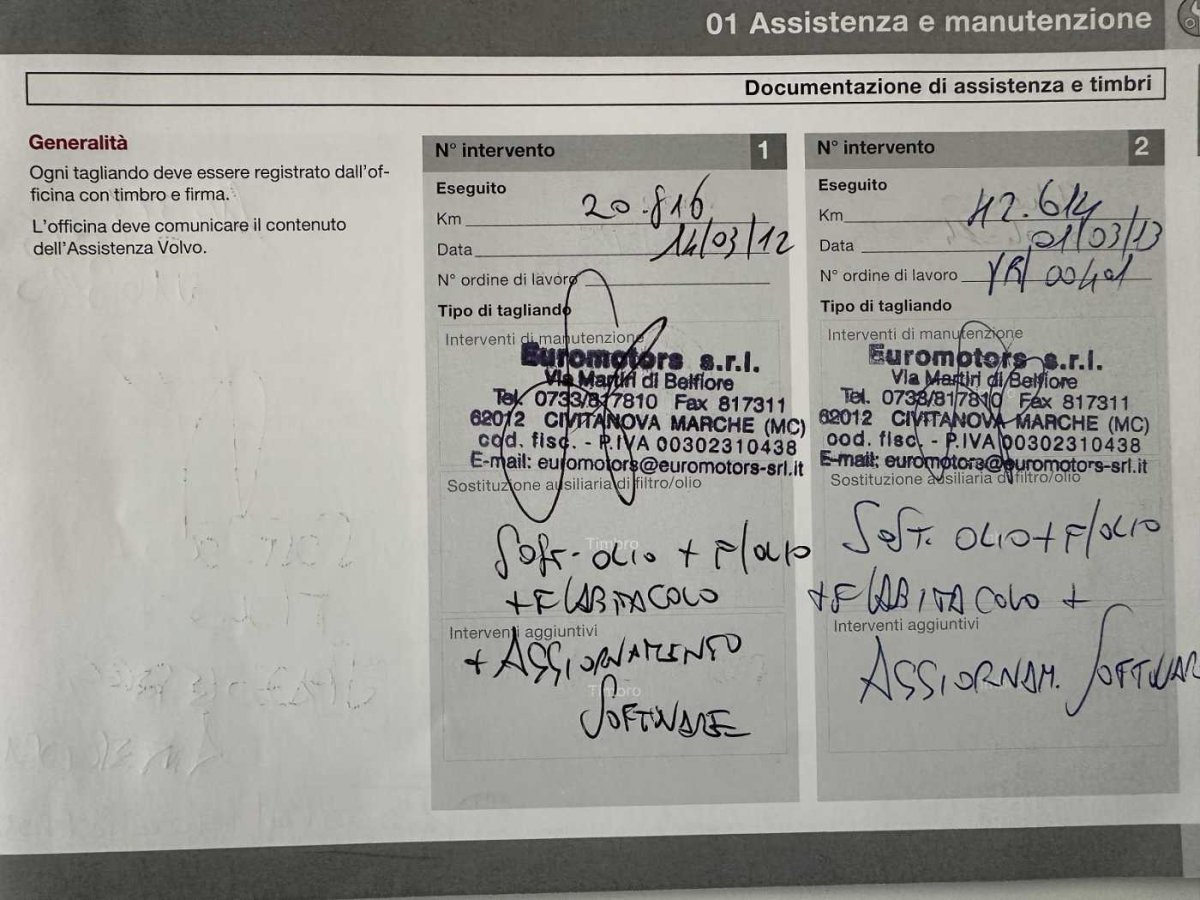 01 Assistenza e manutenzione
Documentazione di assistenza e timbri
Generalità
Ogni tagliando deve essere registrato dall'of-
ficina con timbro e firma.
L'officina deve comunicare il contenuto
dell'Assistenza Volvo.
N° intervento 1
Eseguito
Km 20.816
Data 14/03/12
N° ordine di lavoro
Tipo di tagliando
Interventi di manutenzione
Euromotors s.r.l.
Via Martiri di Belfiore
Tel. 0733/817810 Fax 817311
62012 CIVITANOVA MARCHE (MC)
cod. fisc. - P.IVA 00302310438
E-mail: euromotors@euromotors-srl.it
Sostituzione ausiliaria di filtro/olio
Timbro
Sost. OLIO + F/OLIO
+ F/ABITACOLO
Interventi aggiuntivi
+ AGGIORNAMENTO
Timbro
SOFTWARE
N° intervento 2
Eseguito
Km 42.614
Data 01/03/13
N° ordine di lavoro VR/00401
Tipo di tagliando
Interventi di manutenzione
Euromotors s.r.l.
Via Martiri di Belfiore
Tel. 0733/817810 Fax 817311
62012 CIVITANOVA MARCHE (MC)
cod. fisc. - P.IVA 00302310438
E-mail: euromotors@euromotors-srl.it
Sostituzione ausiliaria di filtro/olio
SOST. OLIO + F/OLIO
+ F/ABITACOLO +
Interventi aggiuntivi
AGGIORNAM. SOFTWAR